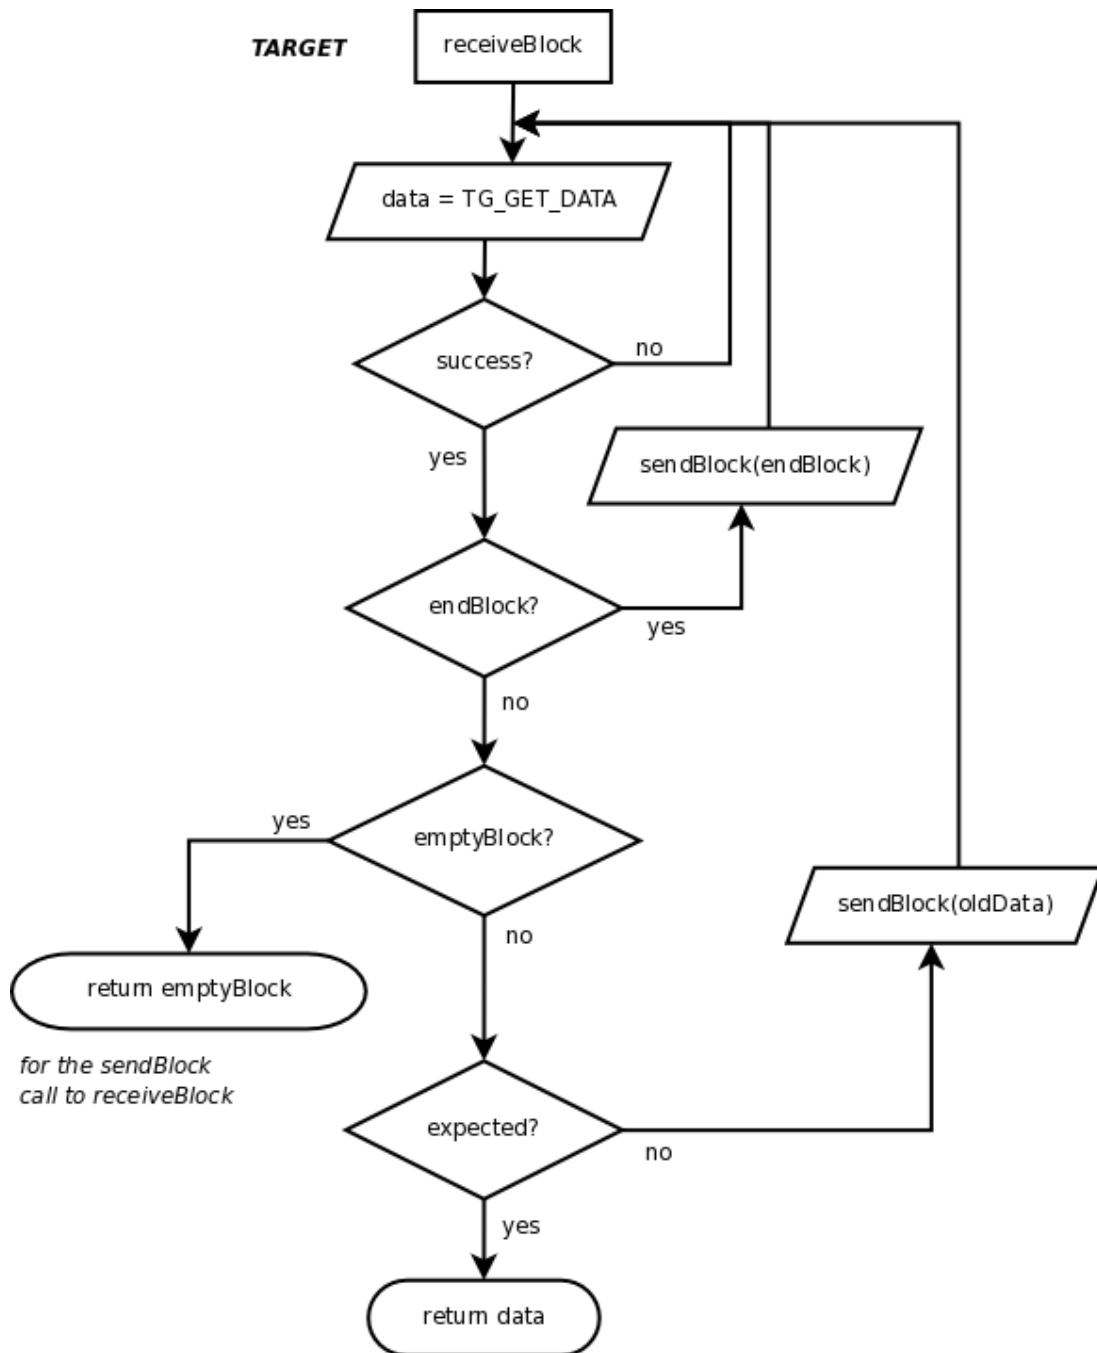 TARGET
receiveBlock
data = TG_GET_DATA
success?
no
yes
sendBlock(endBlock)
endBlock?
yes
no
yes
emptyBlock?
no
sendBlock(oldData)
return emptyBlock
for the sendBlock
call to receiveBlock
expected?
no
yes
return data